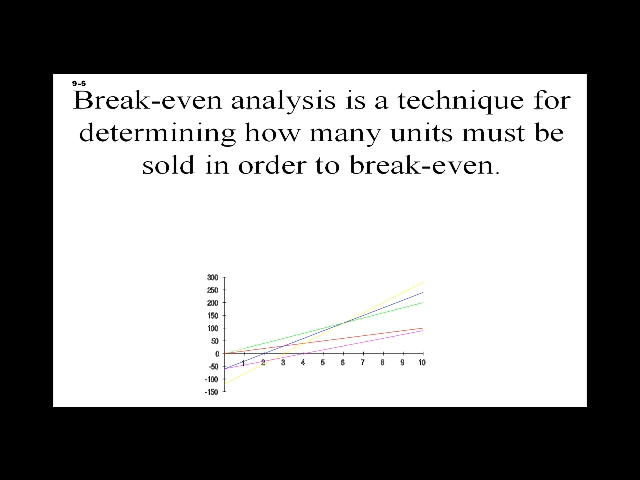 9-5
Break-even analysis is a technique for
determining how many units must be
sold in order to break-even.
300
250
200
150
100
50
0
-50
-100
-150
1 2 3 4 5 6 7 8 9 10